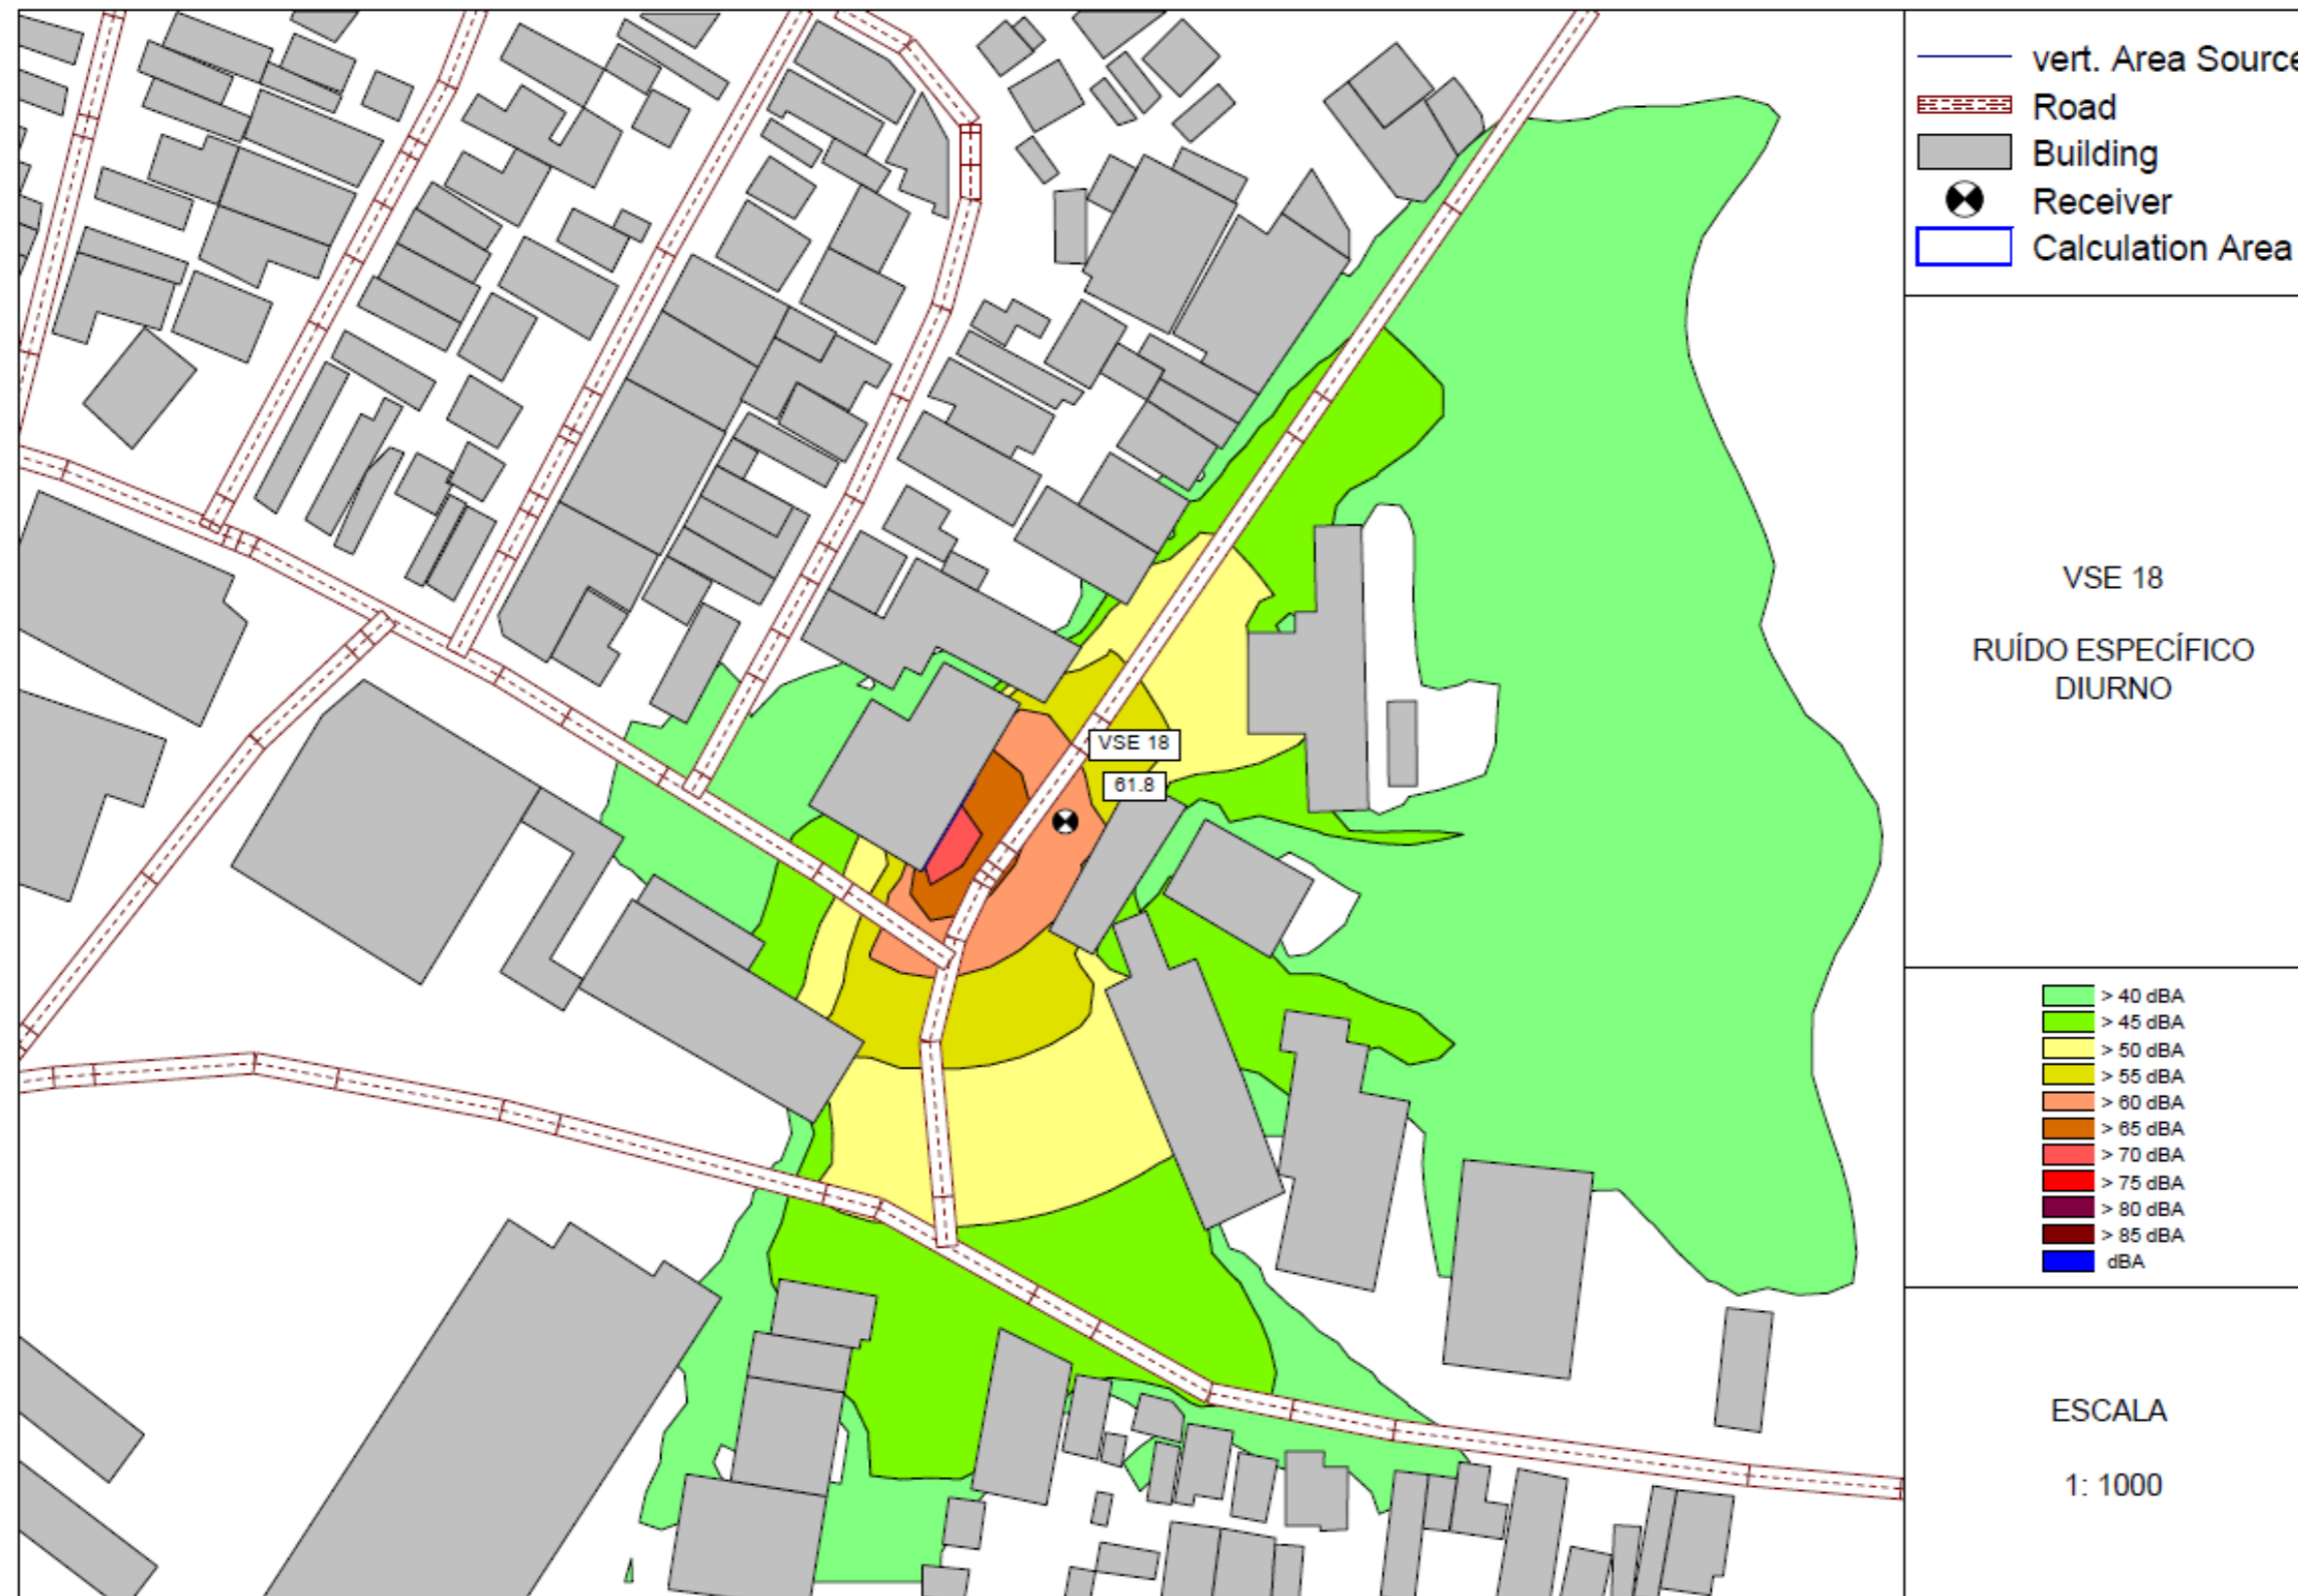 vert. Area Source
Road
Building
Receiver
Calculation Area
VSE 18
61.8
VSE 18
RUÍDO ESPECÍFICO
DIURNO
> 40 dBA
> 45 dBA
> 50 dBA
> 55 dBA
> 60 dBA
> 65 dBA
> 70 dBA
> 75 dBA
> 80 dBA
> 85 dBA
dBA
ESCALA
1: 1000